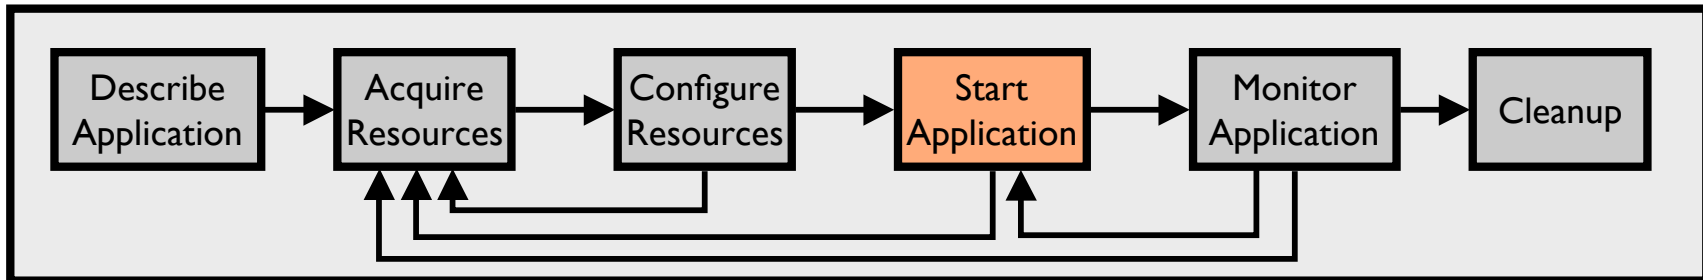 Describe
Application
Acquire
Resources
Configure
Resources
Start
Application
Monitor
Application
Cleanup